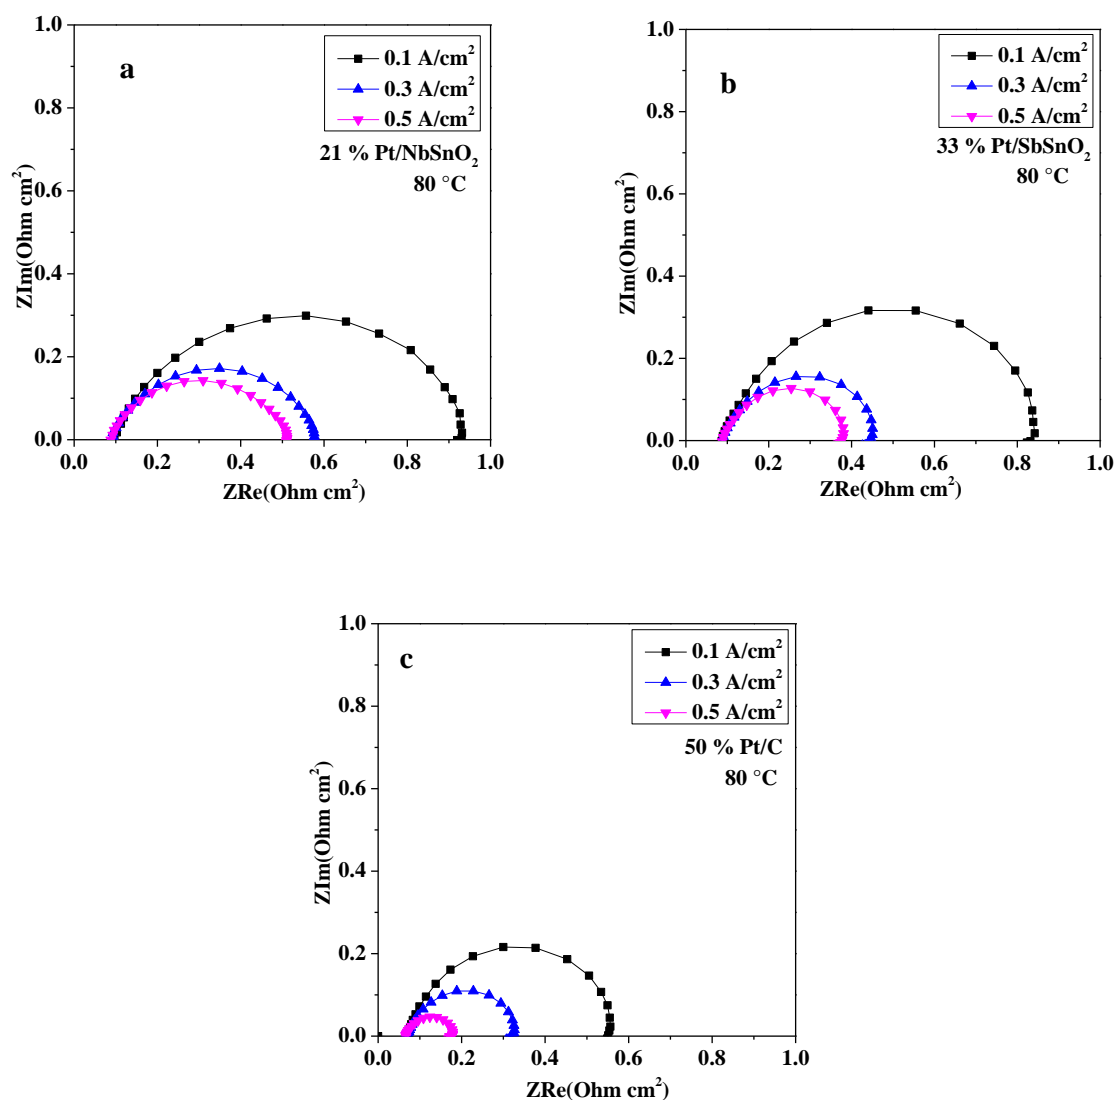 a
0.1 A/cm²
0.3 A/cm²
0.5 A/cm²
21 % Pt/NbSnO₂
80 °C
1.0
0.8
0.6
0.4
0.2
0.0
ZIm(Ohm cm²)
0.0 0.2 0.4 0.6 0.8 1.0
ZRe(Ohm cm²)
b
0.1 A/cm²
0.3 A/cm²
0.5 A/cm²
33 % Pt/SbSnO₂
80 °C
1.0
0.8
0.6
0.4
0.2
0.0
ZIm(Ohm cm²)
0.0 0.2 0.4 0.6 0.8 1.0
ZRe(Ohm cm²)
c
0.1 A/cm²
0.3 A/cm²
0.5 A/cm²
50 % Pt/C
80 °C
1.0
0.8
0.6
0.4
0.2
0.0
ZIm(Ohm cm²)
0.0 0.2 0.4 0.6 0.8 1.0
ZRe(Ohm cm²)